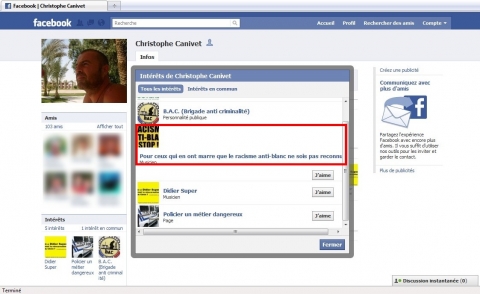 Facebook | Christophe Canivet
facebook
Recherche
Accueil Profil Rechercher des amis Compte
Christophe Canivet
Infos
Intérêts de Christophe Canivet
Tous les intérêts Intérêts en commun
B.A.C. (Brigade anti criminalité)
Personnalité publique
ACISM
TI-BLA
STOP !
Pour ceux qui en ont marre que le racisme anti-blanc ne sois pas reconnu
Musicien
J'aime
Didier Super
Musicien
J'aime
Policier un métier dangereux
Page
J'aime
Fermer
Amis
Afficher tout
Intérêts
5 intérêts 1 intérêt en commun
Didier
Super
Policier un
métier
dangereux
B.A.C.
(Brigade
anti crimina
lité)
Créez une publicité
Communiquez avec
plus d'amis
Partagez l'expérience
Facebook avec encore
plus d'amis. Il vous suffit d'utiliser
nos outils pour les inviter et
garder le contact.
Plus de publicités
Discussion instantanée (0)
Terminé